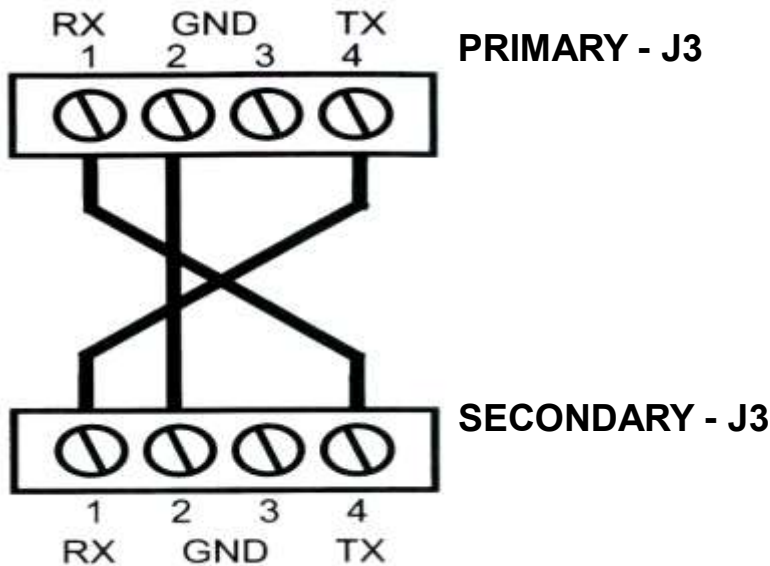 RX GND TX
1 2 3 4
PRIMARY - J3
SECONDARY - J3
1 2 3 4
RX GND TX